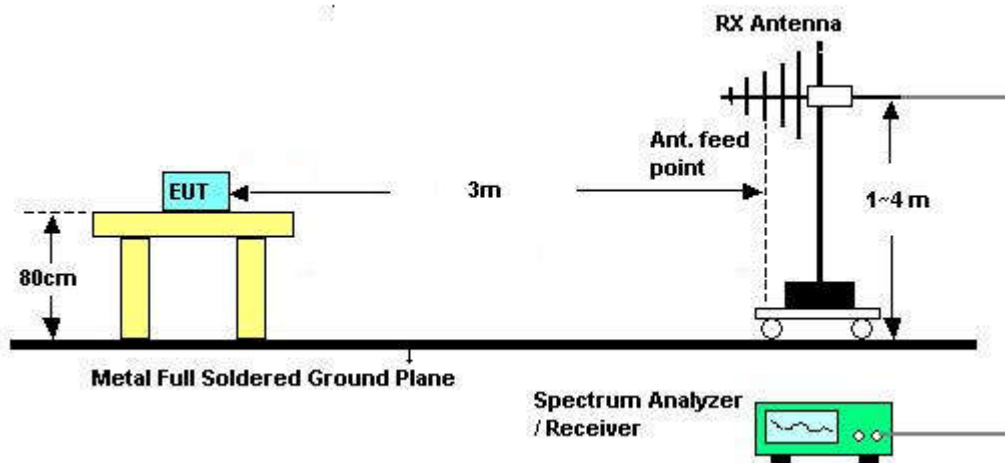 RX Antenna
Ant. feed
point
EUT
3m
1~4 m
80cm
Metal Full Soldered Ground Plane
Spectrum Analyzer
/ Receiver